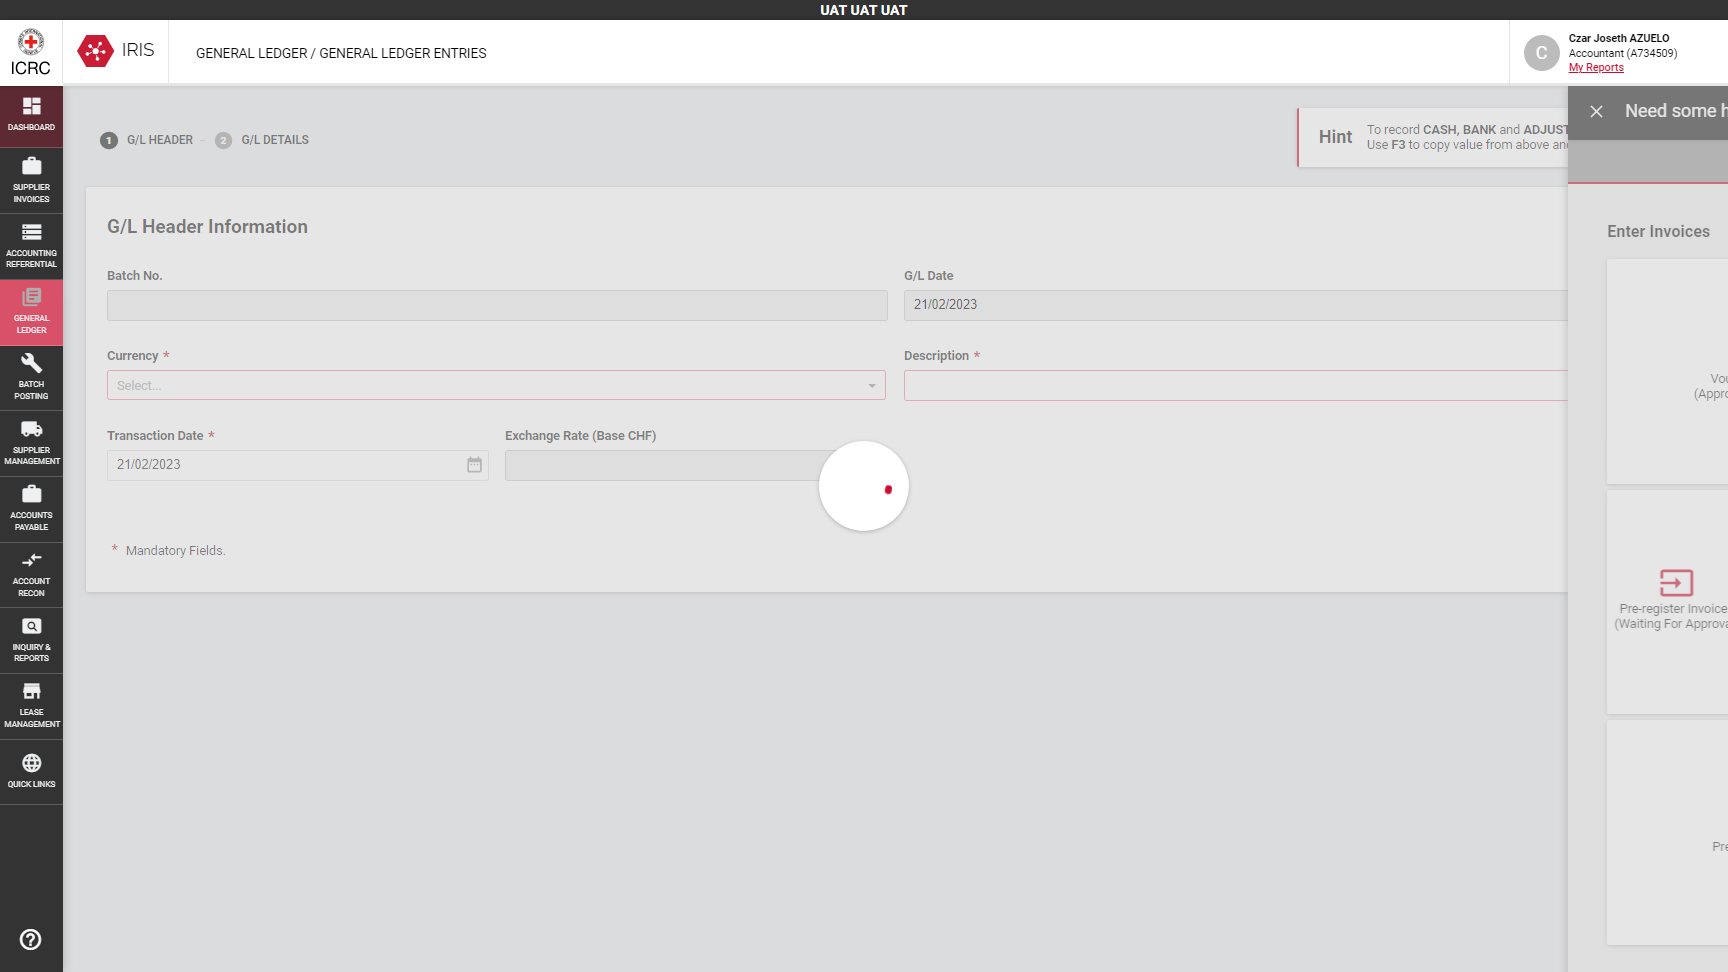 UAT UAT UAT
ICRC
IRIS
GENERAL LEDGER / GENERAL LEDGER ENTRIES
C
Czar Joseth AZUELO
Accountant (A734509)
My Reports
DASHBOARD
SUPPLIER
INVOICES
ACCOUNTING
REFERENTIAL
GENERAL
LEDGER
BATCH
POSTING
SUPPLIER
MANAGEMENT
ACCOUNTS
PAYABLE
ACCOUNT
RECON
INQUIRY &
REPORTS
LEASE
MANAGEMENT
QUICK LINKS
1 G/L HEADER - 2 G/L DETAILS
Hint
To record CASH, BANK and ADJUST
Use F3 to copy value from above an
G/L Header Information
Batch No.
G/L Date
21/02/2023
Currency *
Select...
Description *
Transaction Date *
21/02/2023
Exchange Rate (Base CHF)
* Mandatory Fields.
Need some h
Enter Invoices
Vou
(Appro
Pre-register Invoice
(Waiting For Approva
Pre